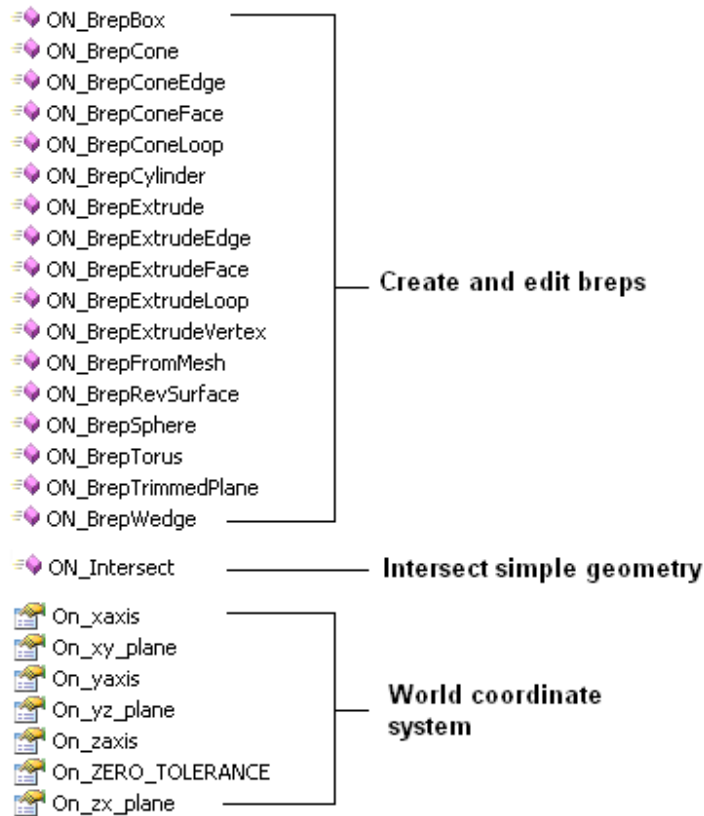 ON_BrepBox
ON_BrepCone
ON_BrepConeEdge
ON_BrepConeFace
ON_BrepConeLoop
ON_BrepCylinder
ON_BrepExtrude
ON_BrepExtrudeEdge
ON_BrepExtrudeFace
ON_BrepExtrudeLoop
ON_BrepExtrudeVertex
ON_BrepFromMesh
ON_BrepRevSurface
ON_BrepSphere
ON_BrepTorus
ON_BrepTrimmedPlane
ON_BrepWedge
Create and edit breps
ON_Intersect
Intersect simple geometry
On_xaxis
On_xy_plane
On_yaxis
On_yz_plane
On_zaxis
On_ZERO_TOLERANCE
On_zx_plane
World coordinate
system